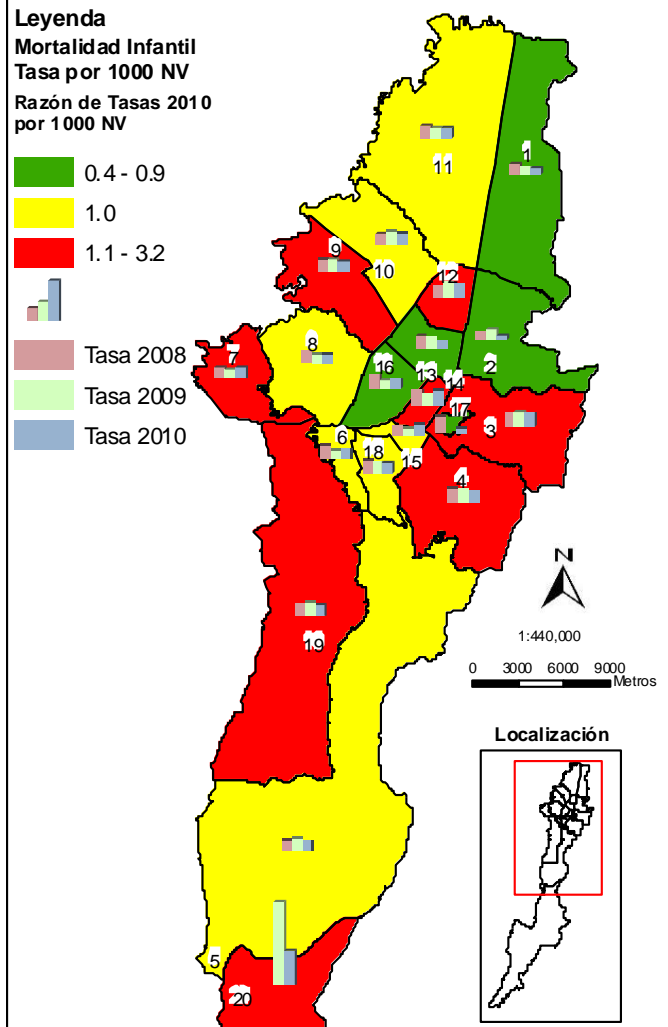 Leyenda
Mortalidad Infantil
Tasa por 1000 NV
Razón de Tasas 2010
por 1000 NV
0.4 - 0.9
1.0
1.1 - 3.2
Tasa 2008
Tasa 2009
Tasa 2010
1
11
9
10
12
7
8
16
13
14
2
17
3
6
18
15
4
19
5
20
N
1:440,000
0 3000 6000 9000
Metros
Localización